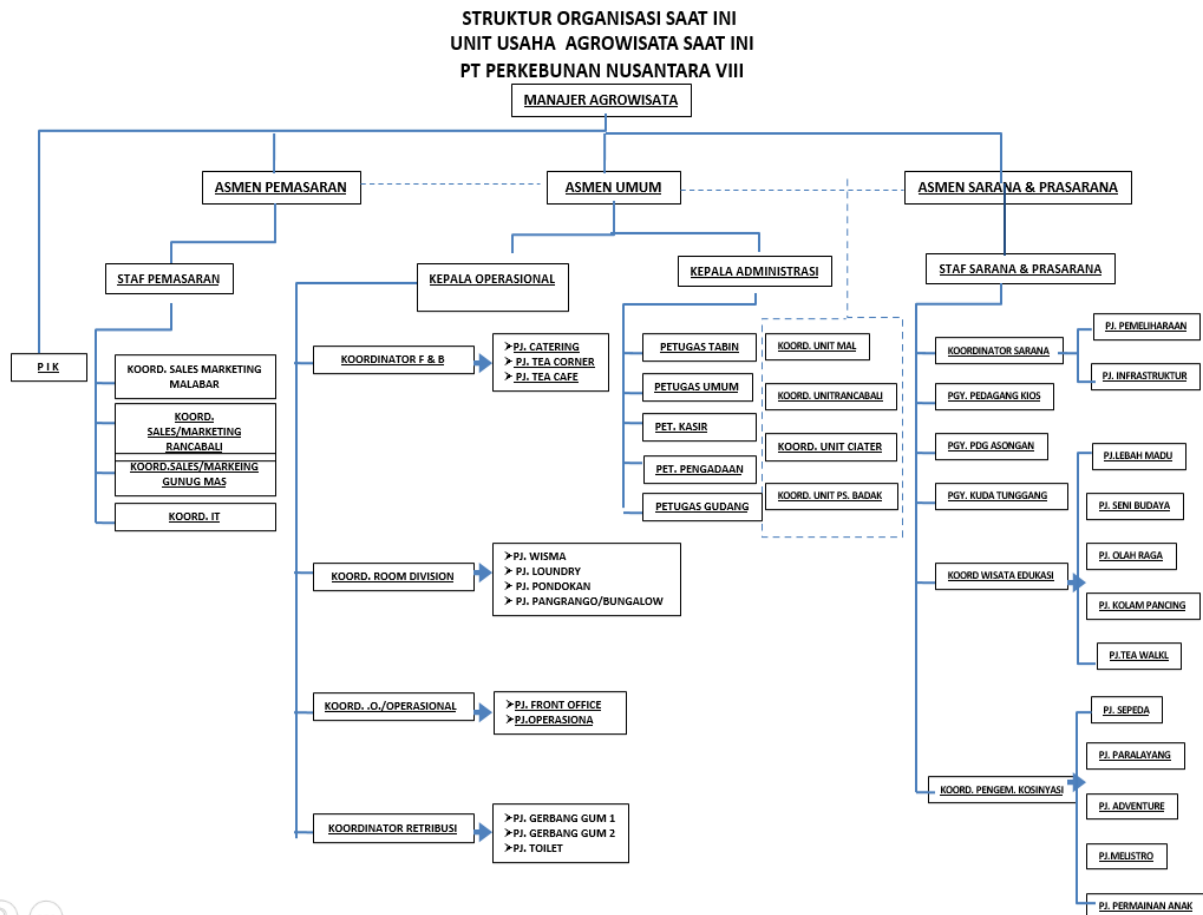 STRUKTUR ORGANISASI SAAT INI
UNIT USAHA AGROWISATA SAAT INI
PT PERKEBUNAN NUSANTARA VIII
MANAJER AGROWISATA
ASMEN PEMASARAN
ASMEN UMUM
ASMEN SARANA & PRASARANA
STAF PEMASARAN
KEPALA OPERASIONAL
KEPALA ADMINISTRASI
STAF SARANA & PRASARANA
P I K
KOORD. SALES MARKETING
MALABAR
KOORD.
SALES/MARKETING
RANCABALI
KOORD.SALES/MARKEING
GUNUG MAS
KOORD. IT
KOORDINATOR F & B
PJ. CATERING
PJ. TEA CORNER
PJ. TEA CAFE
KOORD. ROOM DIVISION
PJ. WISMA
PJ. LOUNDRY
PJ. PONDOKAN
PJ. PANGRANGO/BUNGALOW
KOORD. .O./OPERASIONAL
PJ. FRONT OFFICE
PJ.OPERASIONA
KOORDINATOR RETRIBUSI
PJ. GERBANG GUM 1
PJ. GERBANG GUM 2
PJ. TOILET
PETUGAS TABIN
PETUGAS UMUM
PET. KASIR
PET. PENGADAAN
PETUGAS GUDANG
KOORD. UNIT MAL
KOORD. UNITRANCABALI
KOORD. UNIT CIATER
KOORD. UNIT PS. BADAK
KOORDINATOR SARANA
PJ. PEMELIHARAAN
PJ. INFRASTRUKTUR
PGY. PEDAGANG KIOS
PGY. PDG ASONGAN
PGY. KUDA TUNGGANG
KOORD WISATA EDUKASI
PJ.LEBAH MADU
PJ. SENI BUDAYA
PJ. OLAH RAGA
PJ. KOLAM PANCING
PJ.TEA WALKL
KOORD. PENGEM. KOSINYASI
PJ. SEPEDA
PJ. PARALAYANG
PJ. ADVENTURE
PJ.MELISTRO
PJ. PERMAINAN ANAK